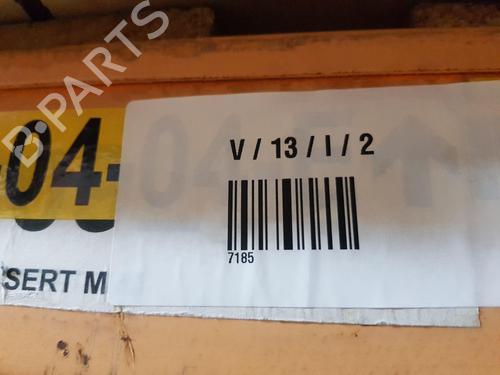 B-PARTS
V / 13 / I / 2
04-
7185
SERT M